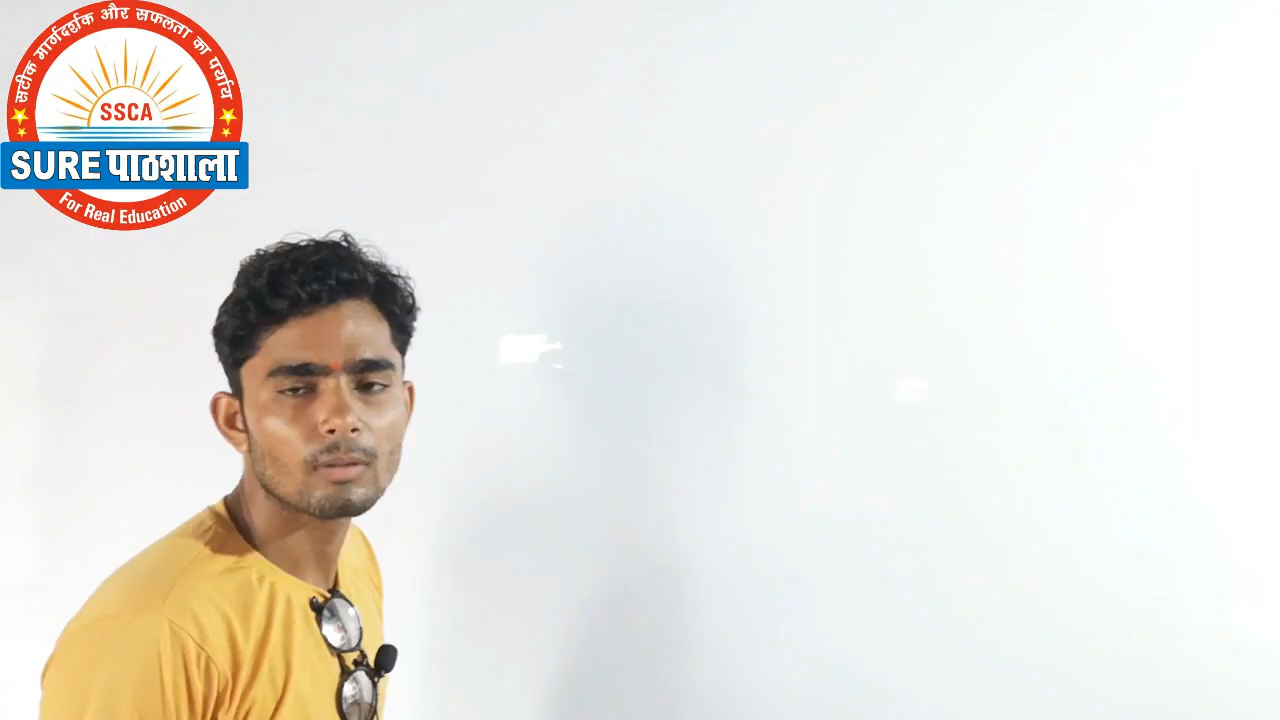 सटीक मार्गदर्शक और सफलता का पर्याय
SSCA
SURE पाठशाला
For Real Education